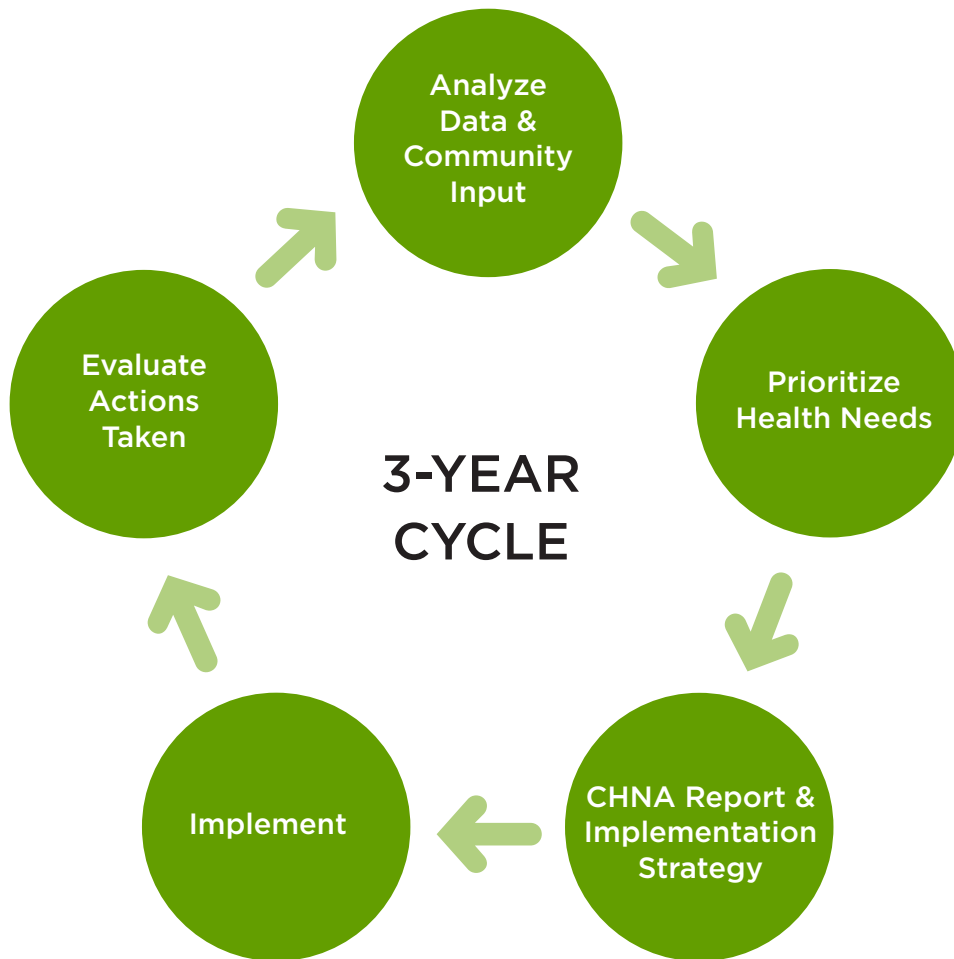 Analyze
Data &
Community
Input
Prioritize
Health Needs
CHNA Report &
Implementation
Strategy
Implement
Evaluate
Actions
Taken
3-YEAR
CYCLE